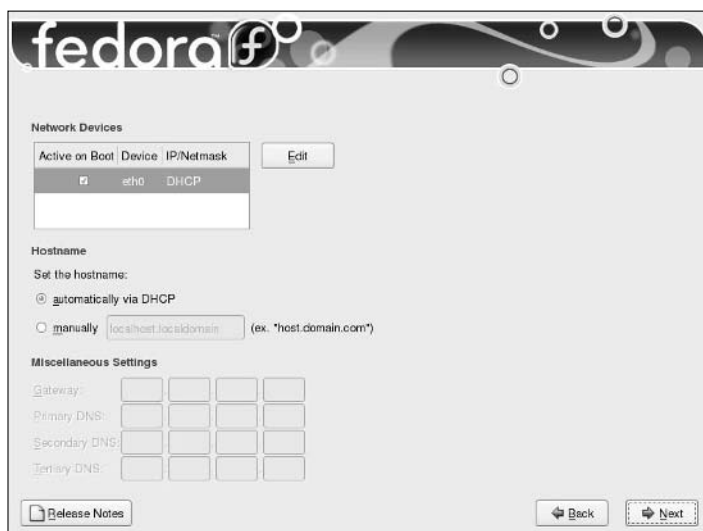 fedora™ f
Network Devices
Active on Boot Device IP/Netmask
eth0 DHCP
Edit
Hostname
Set the hostname:
automatically via DHCP
manually localhost.localdomain (ex. "host.domain.com")
Miscellaneous Settings
Gateway:
Primary DNS:
Secondary DNS:
Tertiary DNS:
Release Notes Back Next